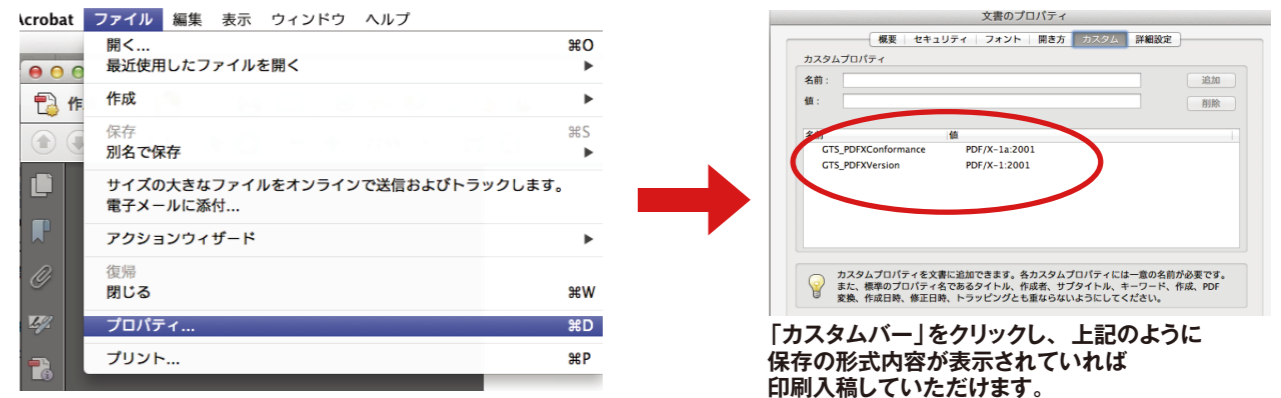 Acrobat ファイル 編集 表示 ウィンドウ ヘルプ
開く... ⌘O
最近使用したファイルを開く ▶
作成 ▶
保存 ⌘S
別名で保存 ▶
サイズの大きなファイルをオンラインで送信およびトラックします。
電子メールに添付...
アクションウィザード ▶
復帰
閉じる ⌘W
プロパティ... ⌘D
プリント... ⌘P
作
文書のプロパティ
概要 セキュリティ フォント 開き方 カスタム 詳細設定
カスタムプロパティ
名前: 追加
値: 削除
名前 値
GTS_PDFXConformance PDF/X-1a:2001
GTS_PDFXVersion PDF/X-1:2001
カスタムプロパティを文書に追加できます。各カスタムプロパティには一意の名前が必要です。
また、標準のプロパティ名であるタイトル、作成者、サブタイトル、キーワード、作成、PDF
変換、作成日時、修正日時、トラッピングとも重ならないようにしてください。
「カスタムバー」をクリックし、上記のように
保存の形式内容が表示されていれば
印刷入稿していただけます。